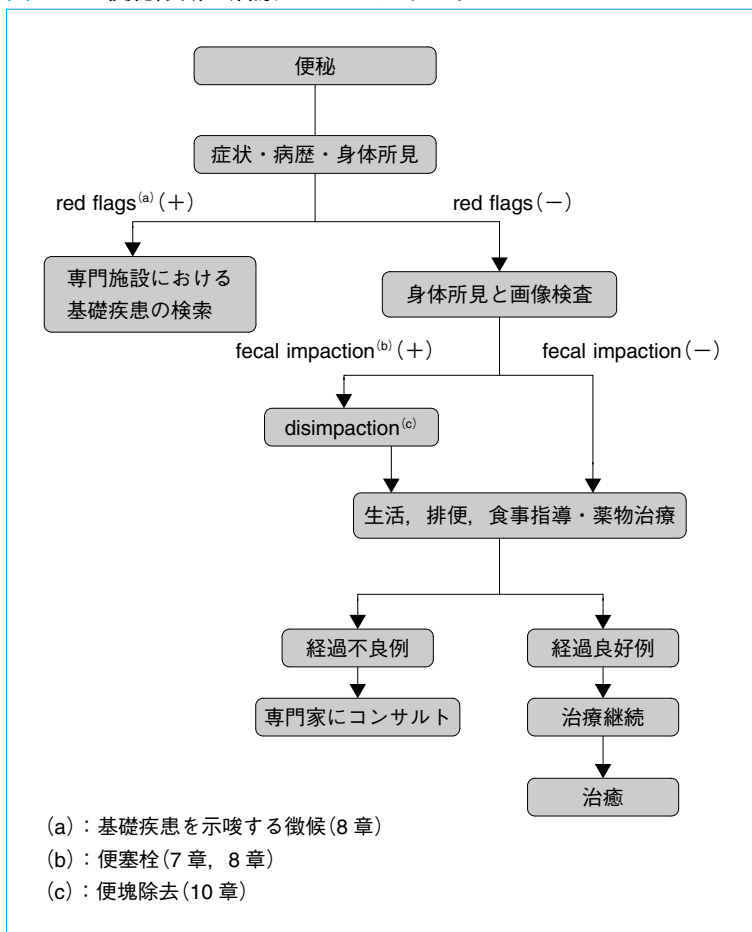 便秘
症状・病歴・身体所見
red flags(a)(+)
red flags(−)
専門施設における
基礎疾患の検索
身体所見と画像検査
fecal impaction(b)(+)
fecal impaction(−)
disimpaction(c)
生活，排便，食事指導・薬物治療
経過不良例
経過良好例
専門家にコンサルト
治療継続
治癒
(a)：基礎疾患を示唆する徴候(8 章)
(b)：便塞栓(7 章，8 章)
(c)：便塊除去(10 章)